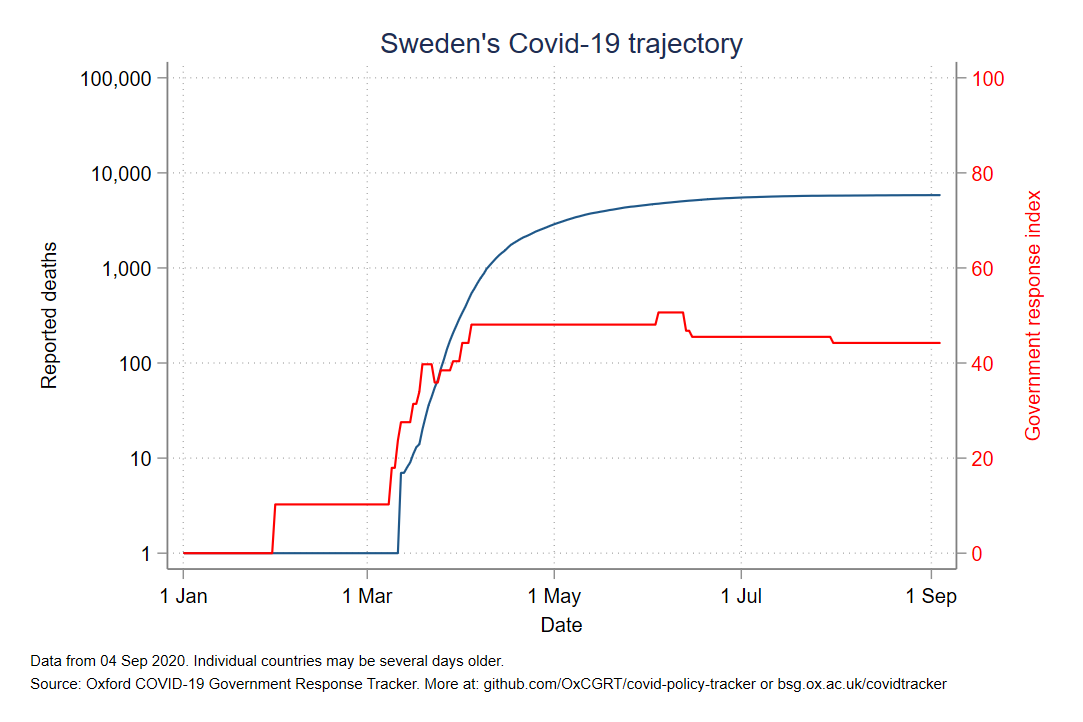 Sweden's Covid-19 trajectory
100,000
10,000
1,000
100
10
1
Reported deaths
100
80
60
40
20
0
Government response index
1 Jan
1 Mar
1 May
1 Jul
1 Sep
Date
Data from 04 Sep 2020. Individual countries may be several days older.
Source: Oxford COVID-19 Government Response Tracker. More at: github.com/OxCGRT/covid-policy-tracker or bsg.ox.ac.uk/covidtracker